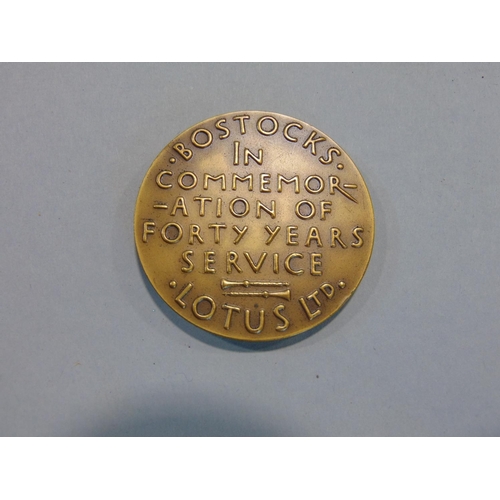 · BOSTOCKS ·
IN
COMMEMOR-
-ATION OF
FORTY YEARS
SERVICE
· LOTUS LTD. ·